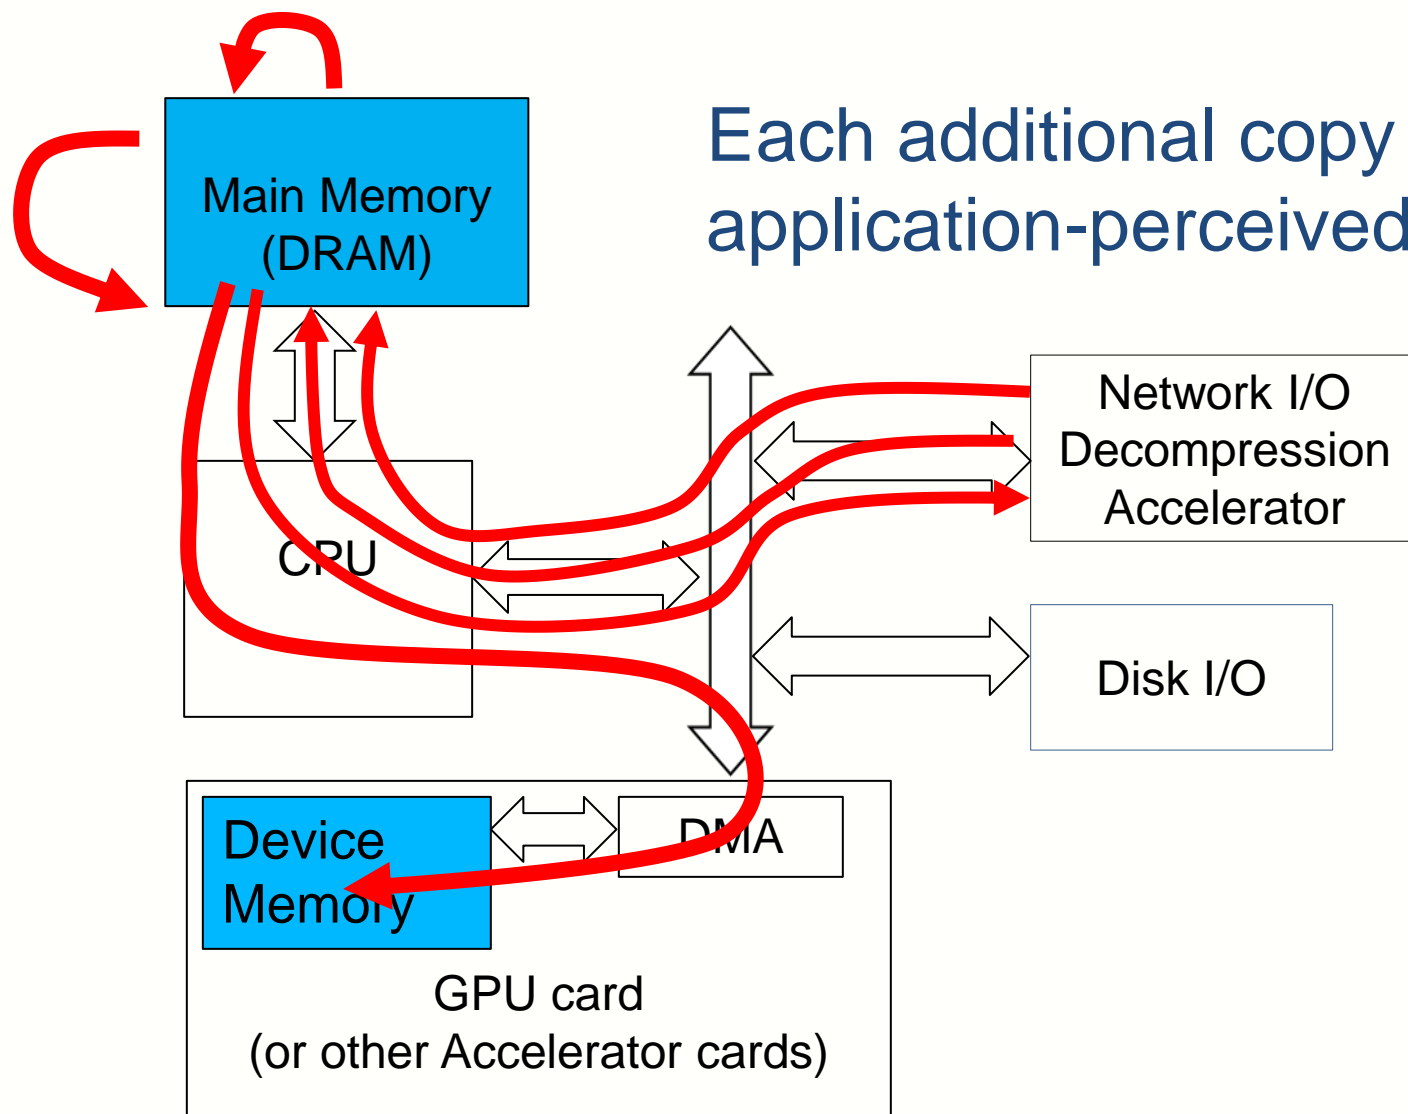 Each additional copy
application-perceived
Main Memory
(DRAM)
Network I/O
Decompression
Accelerator
CPU
Disk I/O
Device
Memory
DMA
GPU card
(or other Accelerator cards)